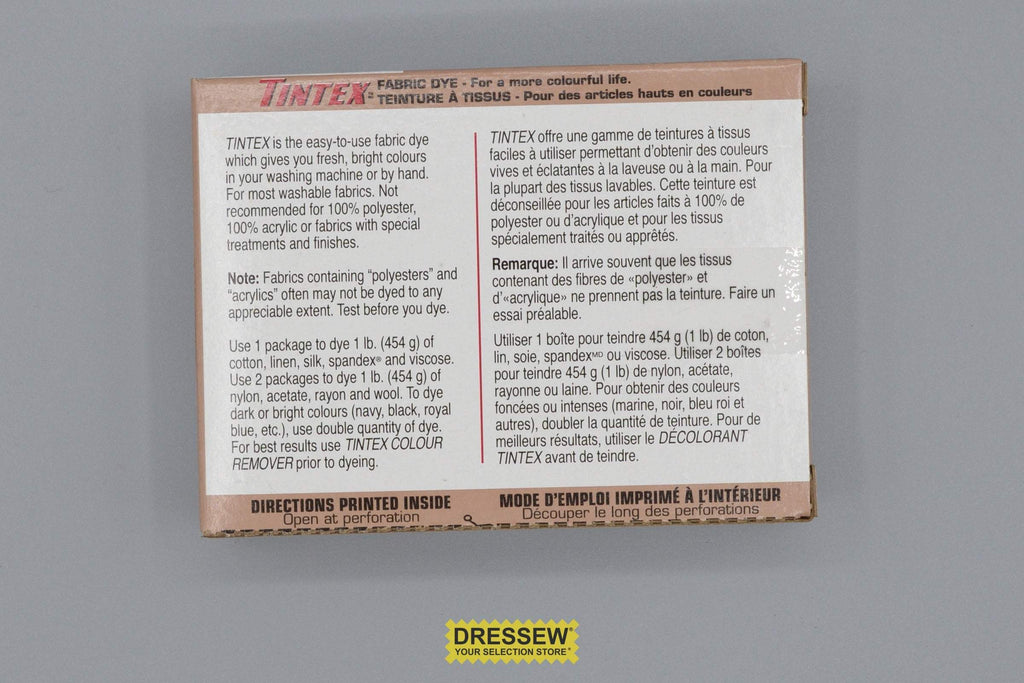 TINTEX FABRIC DYE - For a more colourful life.
TEINTURE À TISSUS - Pour des articles hauts en couleurs
TINTEX is the easy-to-use fabric dye
which gives you fresh, bright colours
in your washing machine or by hand.
For most washable fabrics. Not
recommended for 100% polyester,
100% acrylic or fabrics with special
treatments and finishes.
Note: Fabrics containing “polyesters” and
“acrylics” often may not be dyed to any
appreciable extent. Test before you dye.
Use 1 package to dye 1 lb. (454 g) of
cotton, linen, silk, spandex® and viscose.
Use 2 packages to dye 1 lb. (454 g) of
nylon, acetate, rayon and wool. To dye
dark or bright colours (navy, black, royal
blue, etc.), use double quantity of dye.
For best results use TINTEX COLOUR
REMOVER prior to dyeing.
TINTEX offre une gamme de teintures à tissus
faciles à utiliser permettant d’obtenir des couleurs
vives et éclatantes à la laveuse ou à la main. Pour
la plupart des tissus lavables. Cette teinture est
déconseillée pour les articles faits à 100% de
polyester ou d’acrylique et pour les tissus
spécialement traités ou apprêtés.
Remarque: Il arrive souvent que les tissus
contenant des fibres de «polyester» et
d’«acrylique» ne prennent pas la teinture. Faire un
essai préalable.
Utiliser 1 boîte pour teindre 454 g (1 lb) de coton,
lin, soie, spandexMD ou viscose. Utiliser 2 boîtes
pour teindre 454 g (1 lb) de nylon, acétate,
rayonne ou laine. Pour obtenir des couleurs
foncées ou intenses (marine, noir, bleu roi et
autres), doubler la quantité de teinture. Pour de
meilleurs résultats, utiliser le DÉCOLORANT
TINTEX avant de teindre.
DIRECTIONS PRINTED INSIDE
Open at perforation
MODE D’EMPLOI IMPRIMÉ À L’INTÉRIEUR
Découper le long des perforations
DRESSEW®
YOUR SELECTION STORE®